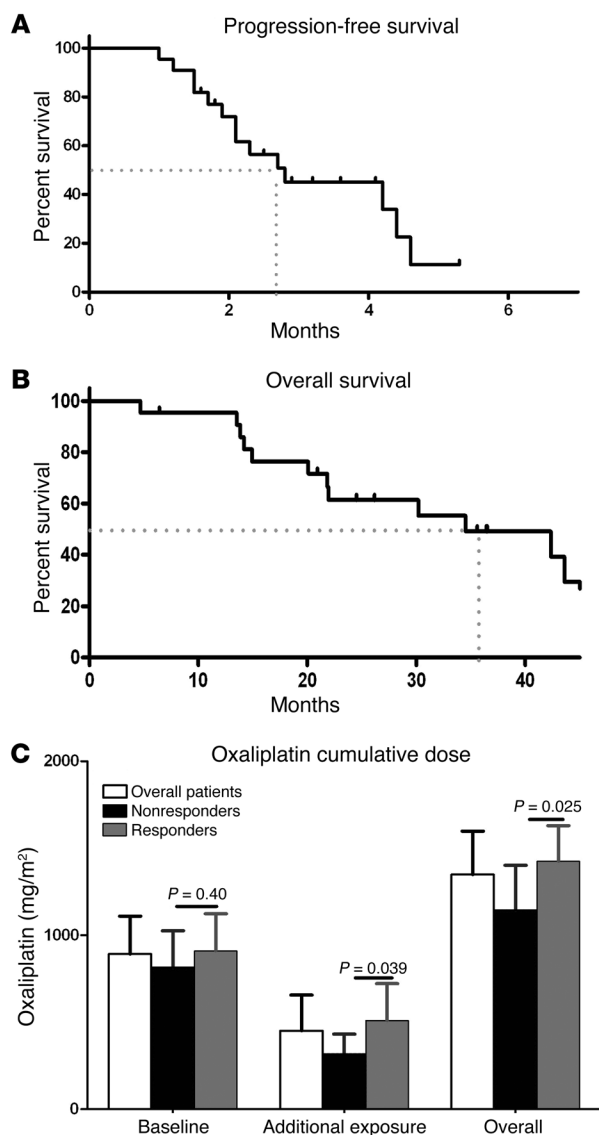 A
Progression-free survival
Percent survival
100
80
60
40
20
0
0 2 4 6
Months
B
Overall survival
Percent survival
100
80
60
40
20
0
0 10 20 30 40
Months
C
Oxaliplatin cumulative dose
Oxaliplatin (mg/m²)
2000
1000
0
Overall patients
Nonresponders
Responders
P = 0.40
P = 0.039
P = 0.025
Baseline Additional exposure Overall